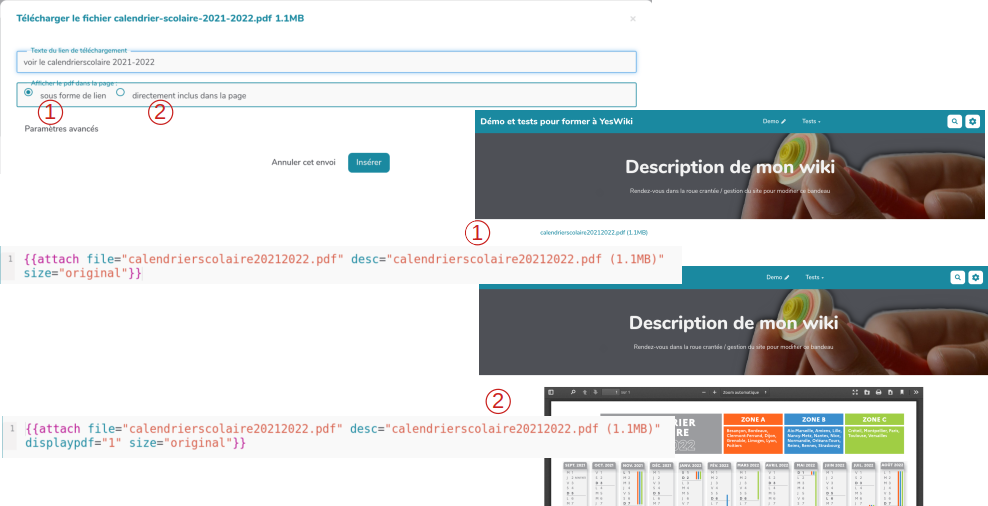 Télécharger le fichier calendrier-scolaire-2021-2022.pdf 1.1MB
×
Texte du lien de téléchargement
voir le calendrierscolaire 2021-2022
Afficher le pdf dans la page :
sous forme de lien
directement inclus dans la page
1
2
Paramètres avancés
Annuler cet envoi
Insérer
Démo et tests pour former à YesWiki
Demo
Tests
Description de mon wiki
Rendez-vous dans la roue crantée / gestion du site pour modifier ce bandeau
1
calendrierscolaire20212022.pdf (1.1MB)
1 {{attach file="calendrierscolaire20212022.pdf" desc="calendrierscolaire20212022.pdf (1.1MB)"
size="original"}}
Demo
Tests
Description de mon wiki
Rendez-vous dans la roue crantée / gestion du site pour modifier ce bandeau
2
1 sur 1
Zoom automatique
1 {{attach file="calendrierscolaire20212022.pdf" desc="calendrierscolaire20212022.pdf (1.1MB)"
displaypdf="1" size="original"}}
RIER
RE
2022
ZONE A
Besançon, Bordeaux,
Clermont-Ferrand, Dijon,
Grenoble, Limoges, Lyon,
Poitiers
ZONE B
Aix-Marseille, Amiens, Lille,
Nancy-Metz, Nantes, Nice,
Normandie, Orléans-Tours,
Reims, Rennes, Strasbourg
ZONE C
Créteil, Montpellier, Paris,
Toulouse, Versailles
SEPT. 2021 OCT. 2021 NOV. 2021 DÉC. 2021 JANV. 2022 FÉV. 2022 MARS 2022 AVRIL 2022 MAI 2022 JUIN 2022 JUIL. 2022 AOÛT 2022